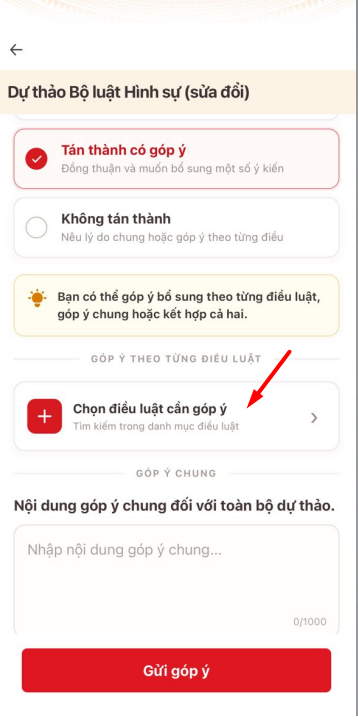 Dự thảo Bộ luật Hình sự (sửa đổi)
Tán thành có góp ý
Đồng thuận và muốn bổ sung một số ý kiến
Không tán thành
Nêu lý do chung hoặc góp ý theo từng điều
Bạn có thể góp ý bổ sung theo từng điều luật,
góp ý chung hoặc kết hợp cả hai.
GÓP Ý THEO TỪNG ĐIỀU LUẬT
Chọn điều luật cần góp ý
Tìm kiếm trong danh mục điều luật
GÓP Ý CHUNG
Nội dung góp ý chung đối với toàn bộ dự thảo.
Nhập nội dung góp ý chung...
0/1000
Gửi góp ý